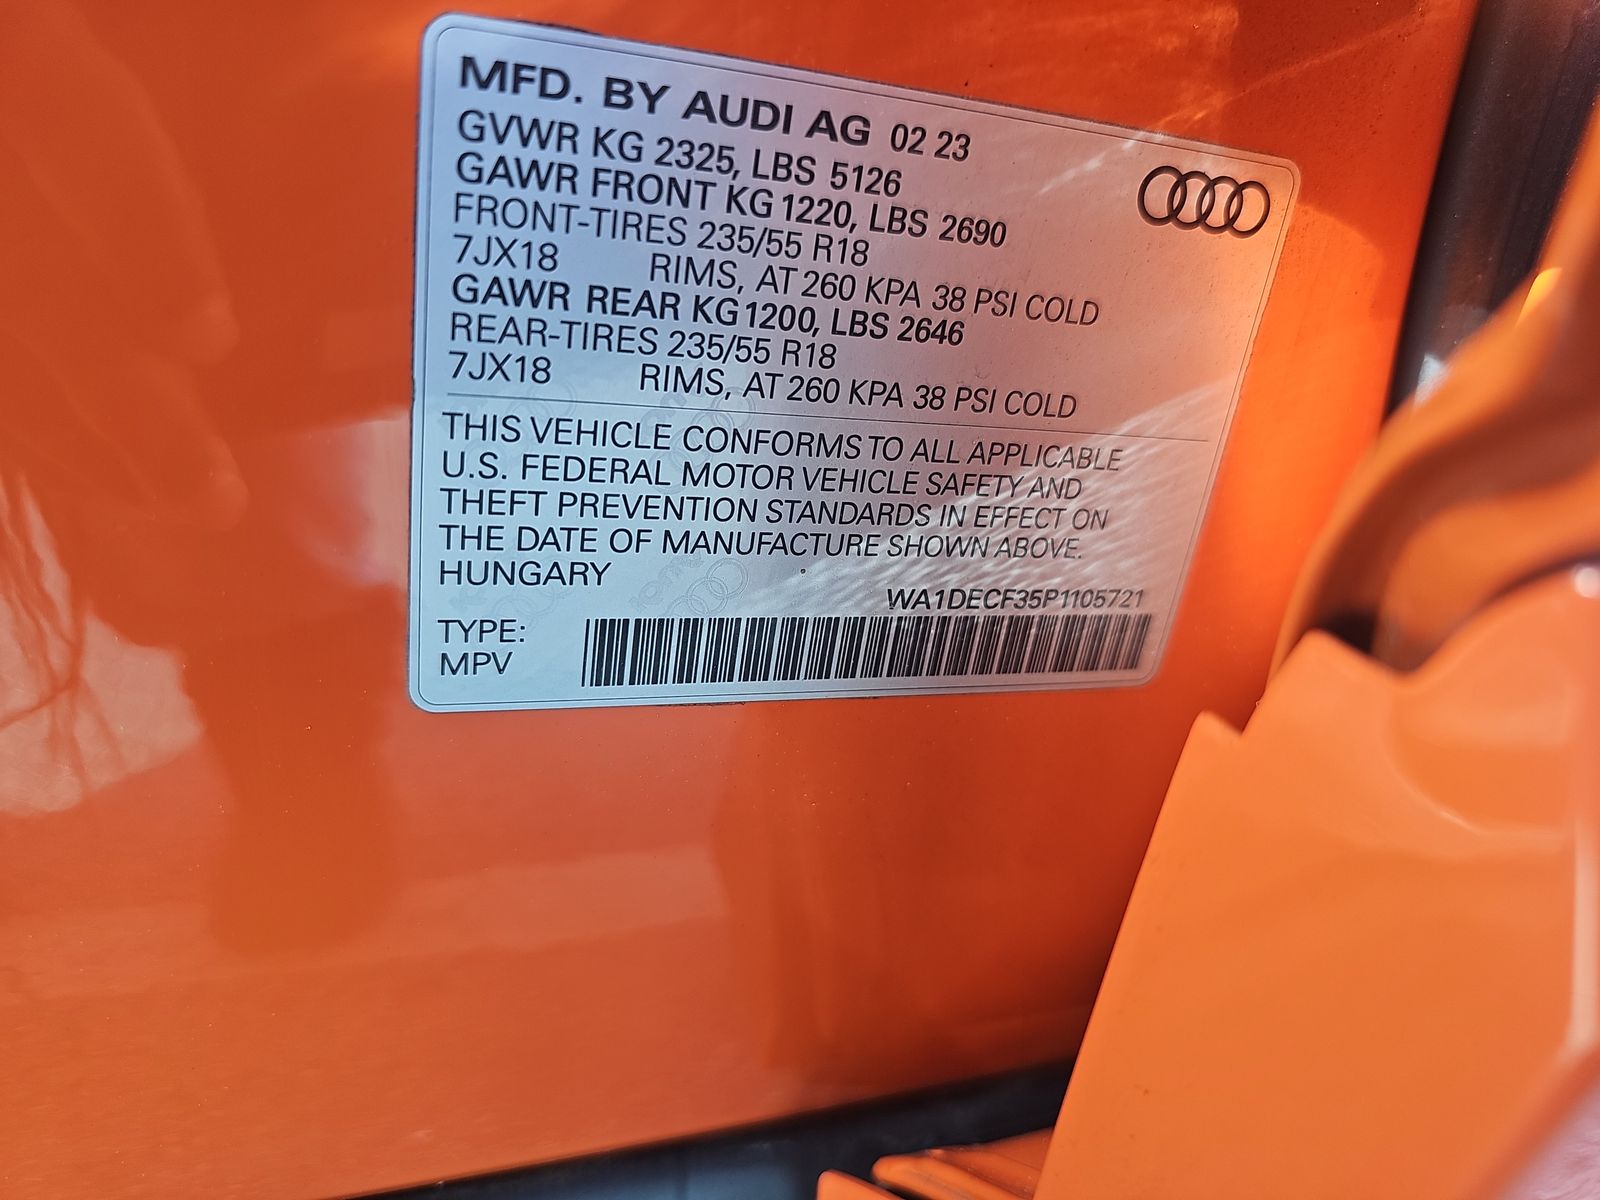 MFD. BY AUDI AG 02 23
GVWR KG 2325, LBS 5126
GAWR FRONT KG 1220, LBS 2690
FRONT-TIRES 235/55 R18
7JX18 RIMS, AT 260 KPA 38 PSI COLD
GAWR REAR KG 1200, LBS 2646
REAR-TIRES 235/55 R18
7JX18 RIMS, AT 260 KPA 38 PSI COLD
THIS VEHICLE CONFORMS TO ALL APPLICABLE
U.S. FEDERAL MOTOR VEHICLE SAFETY AND
THEFT PREVENTION STANDARDS IN EFFECT ON
THE DATE OF MANUFACTURE SHOWN ABOVE.
HUNGARY
WA1DECF35P1105721
TYPE:
MPV